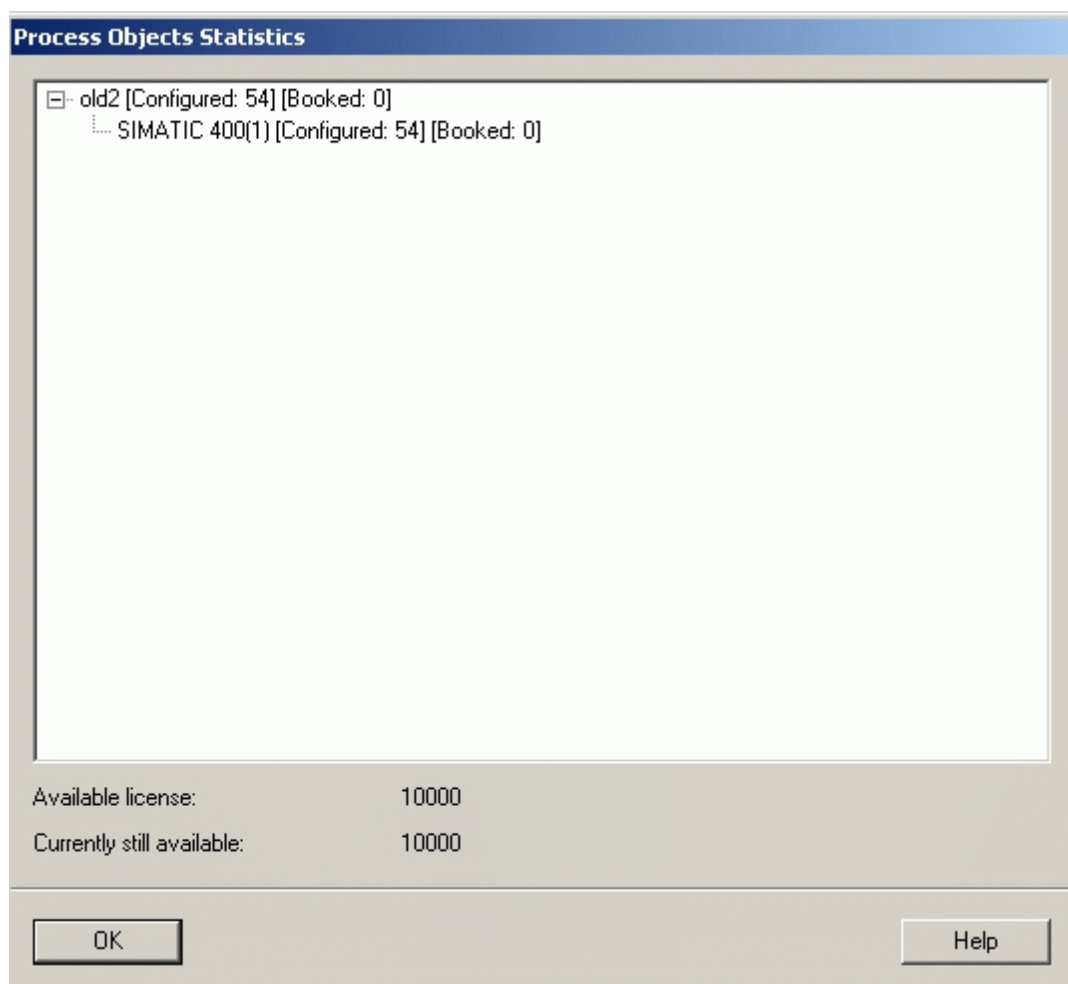 Process Objects Statistics
old2 [Configured: 54] [Booked: 0]
SIMATIC 400(1) [Configured: 54] [Booked: 0]
Available license: 10000
Currently still available: 10000
OK Help